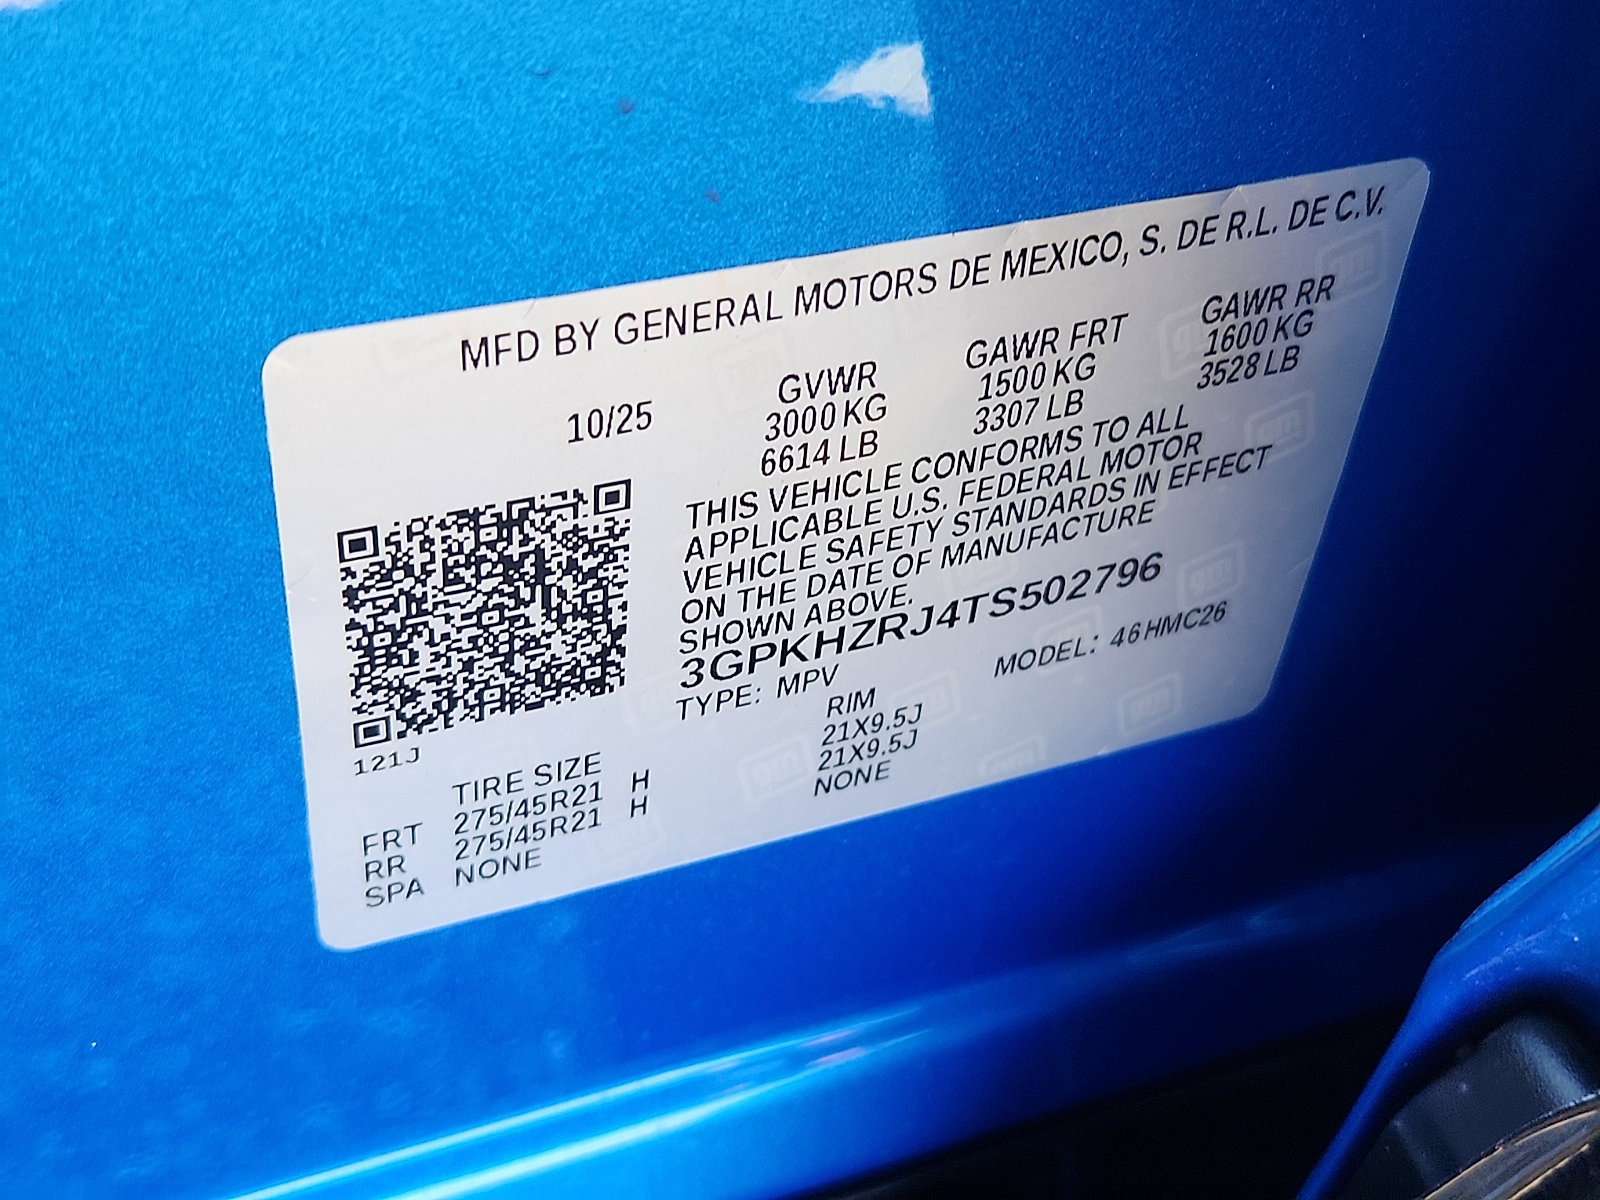 MFD BY GENERAL MOTORS DE MEXICO, S. DE R.L. DE C.V.
10/25 GVWR GAWR FRT GAWR RR
3000 KG 1500 KG 1600 KG
6614 LB 3307 LB 3528 LB
THIS VEHICLE CONFORMS TO ALL
APPLICABLE U.S. FEDERAL MOTOR
VEHICLE SAFETY STANDARDS IN EFFECT
ON THE DATE OF MANUFACTURE
SHOWN ABOVE.
3GPKHZRJ4TS502796
TYPE: MPV MODEL: 46HMC26
121J
TIRE SIZE RIM
FRT 275/45R21 H 21X9.5J
RR 275/45R21 H 21X9.5J
SPA NONE NONE